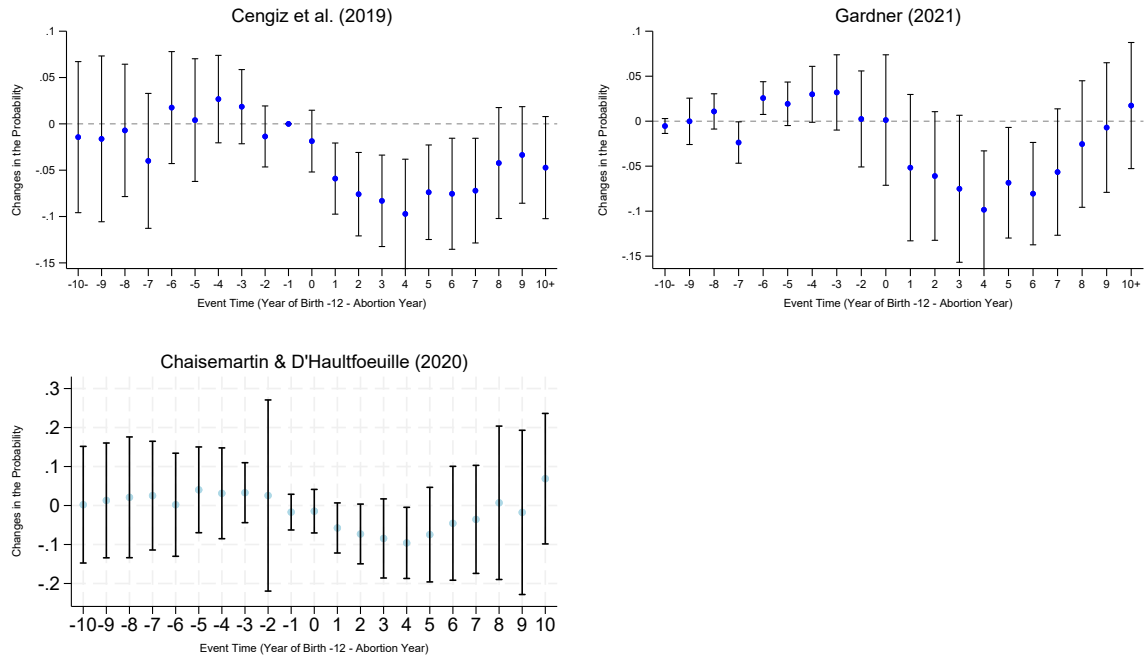 Cengiz et al. (2019)
.1
.05
0
-.05
-.1
-.15
Changes in the Probability
-10- -9 -8 -7 -6 -5 -4 -3 -2 -1 0 1 2 3 4 5 6 7 8 9 10+
Event Time (Year of Birth -12 - Abortion Year)
Gardner (2021)
.1
.05
0
-.05
-.1
-.15
Changes in the Probability
-10- -9 -8 -7 -6 -5 -4 -3 -2 0 1 2 3 4 5 6 7 8 9 10+
Event Time (Year of Birth -12 - Abortion Year)
Chaisemartin & D'Haultfoeuille (2020)
.3
.2
.1
0
-.1
-.2
Changes in the Probability
-10 -9 -8 -7 -6 -5 -4 -3 -2 -1 0 1 2 3 4 5 6 7 8 9 10
Event Time (Year of Birth -12 - Abortion Year)